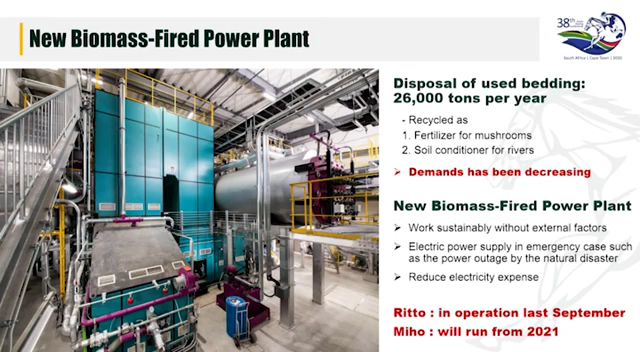 New Biomass-Fired Power Plant
38th
South Africa | Cape Town | 2020
Disposal of used bedding:
26,000 tons per year
- Recycled as
1. Fertilizer for mushrooms
2. Soil conditioner for rivers
➢ Demands has been decreasing
New Biomass-Fired Power Plant
➢ Work sustainably without external factors
➢ Electric power supply in emergency case such
as the power outage by the natural disaster
➢ Reduce electricity expense
Ritto : in operation last September
Miho : will run from 2021